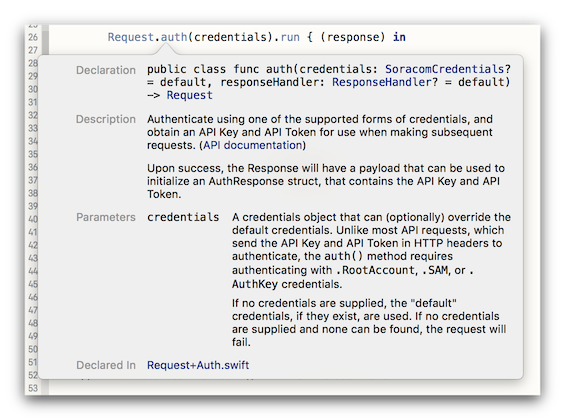 25
26 Request.auth(credentials).run { (response) in
27
28
29
30
31
32
33
34
35
36
37
38
39
40
41
42
43
44
45
46
47
48
49
50
51
52
53
Declaration public class func auth(credentials: SoracomCredentials?
= default, responseHandler: ResponseHandler? = default)
-> Request
Description Authenticate using one of the supported forms of credentials, and
obtain an API Key and API Token for use when making subsequent
requests. (API documentation)
Upon success, the Response will have a payload that can be used to
initialize an AuthResponse struct, that contains the API Key and API
Token.
Parameters credentials A credentials object that can (optionally) override the
default credentials. Unlike most API requests, which
send the API Key and API Token in HTTP headers to
authenticate, the auth() method requires
authenticating with .RootAccount, .SAM, or .
AuthKey credentials.
If no credentials are supplied, the "default"
credentials, if they exist, are used. If no credentials
are supplied and none can be found, the request will
fail.
Declared In Request+Auth.swift